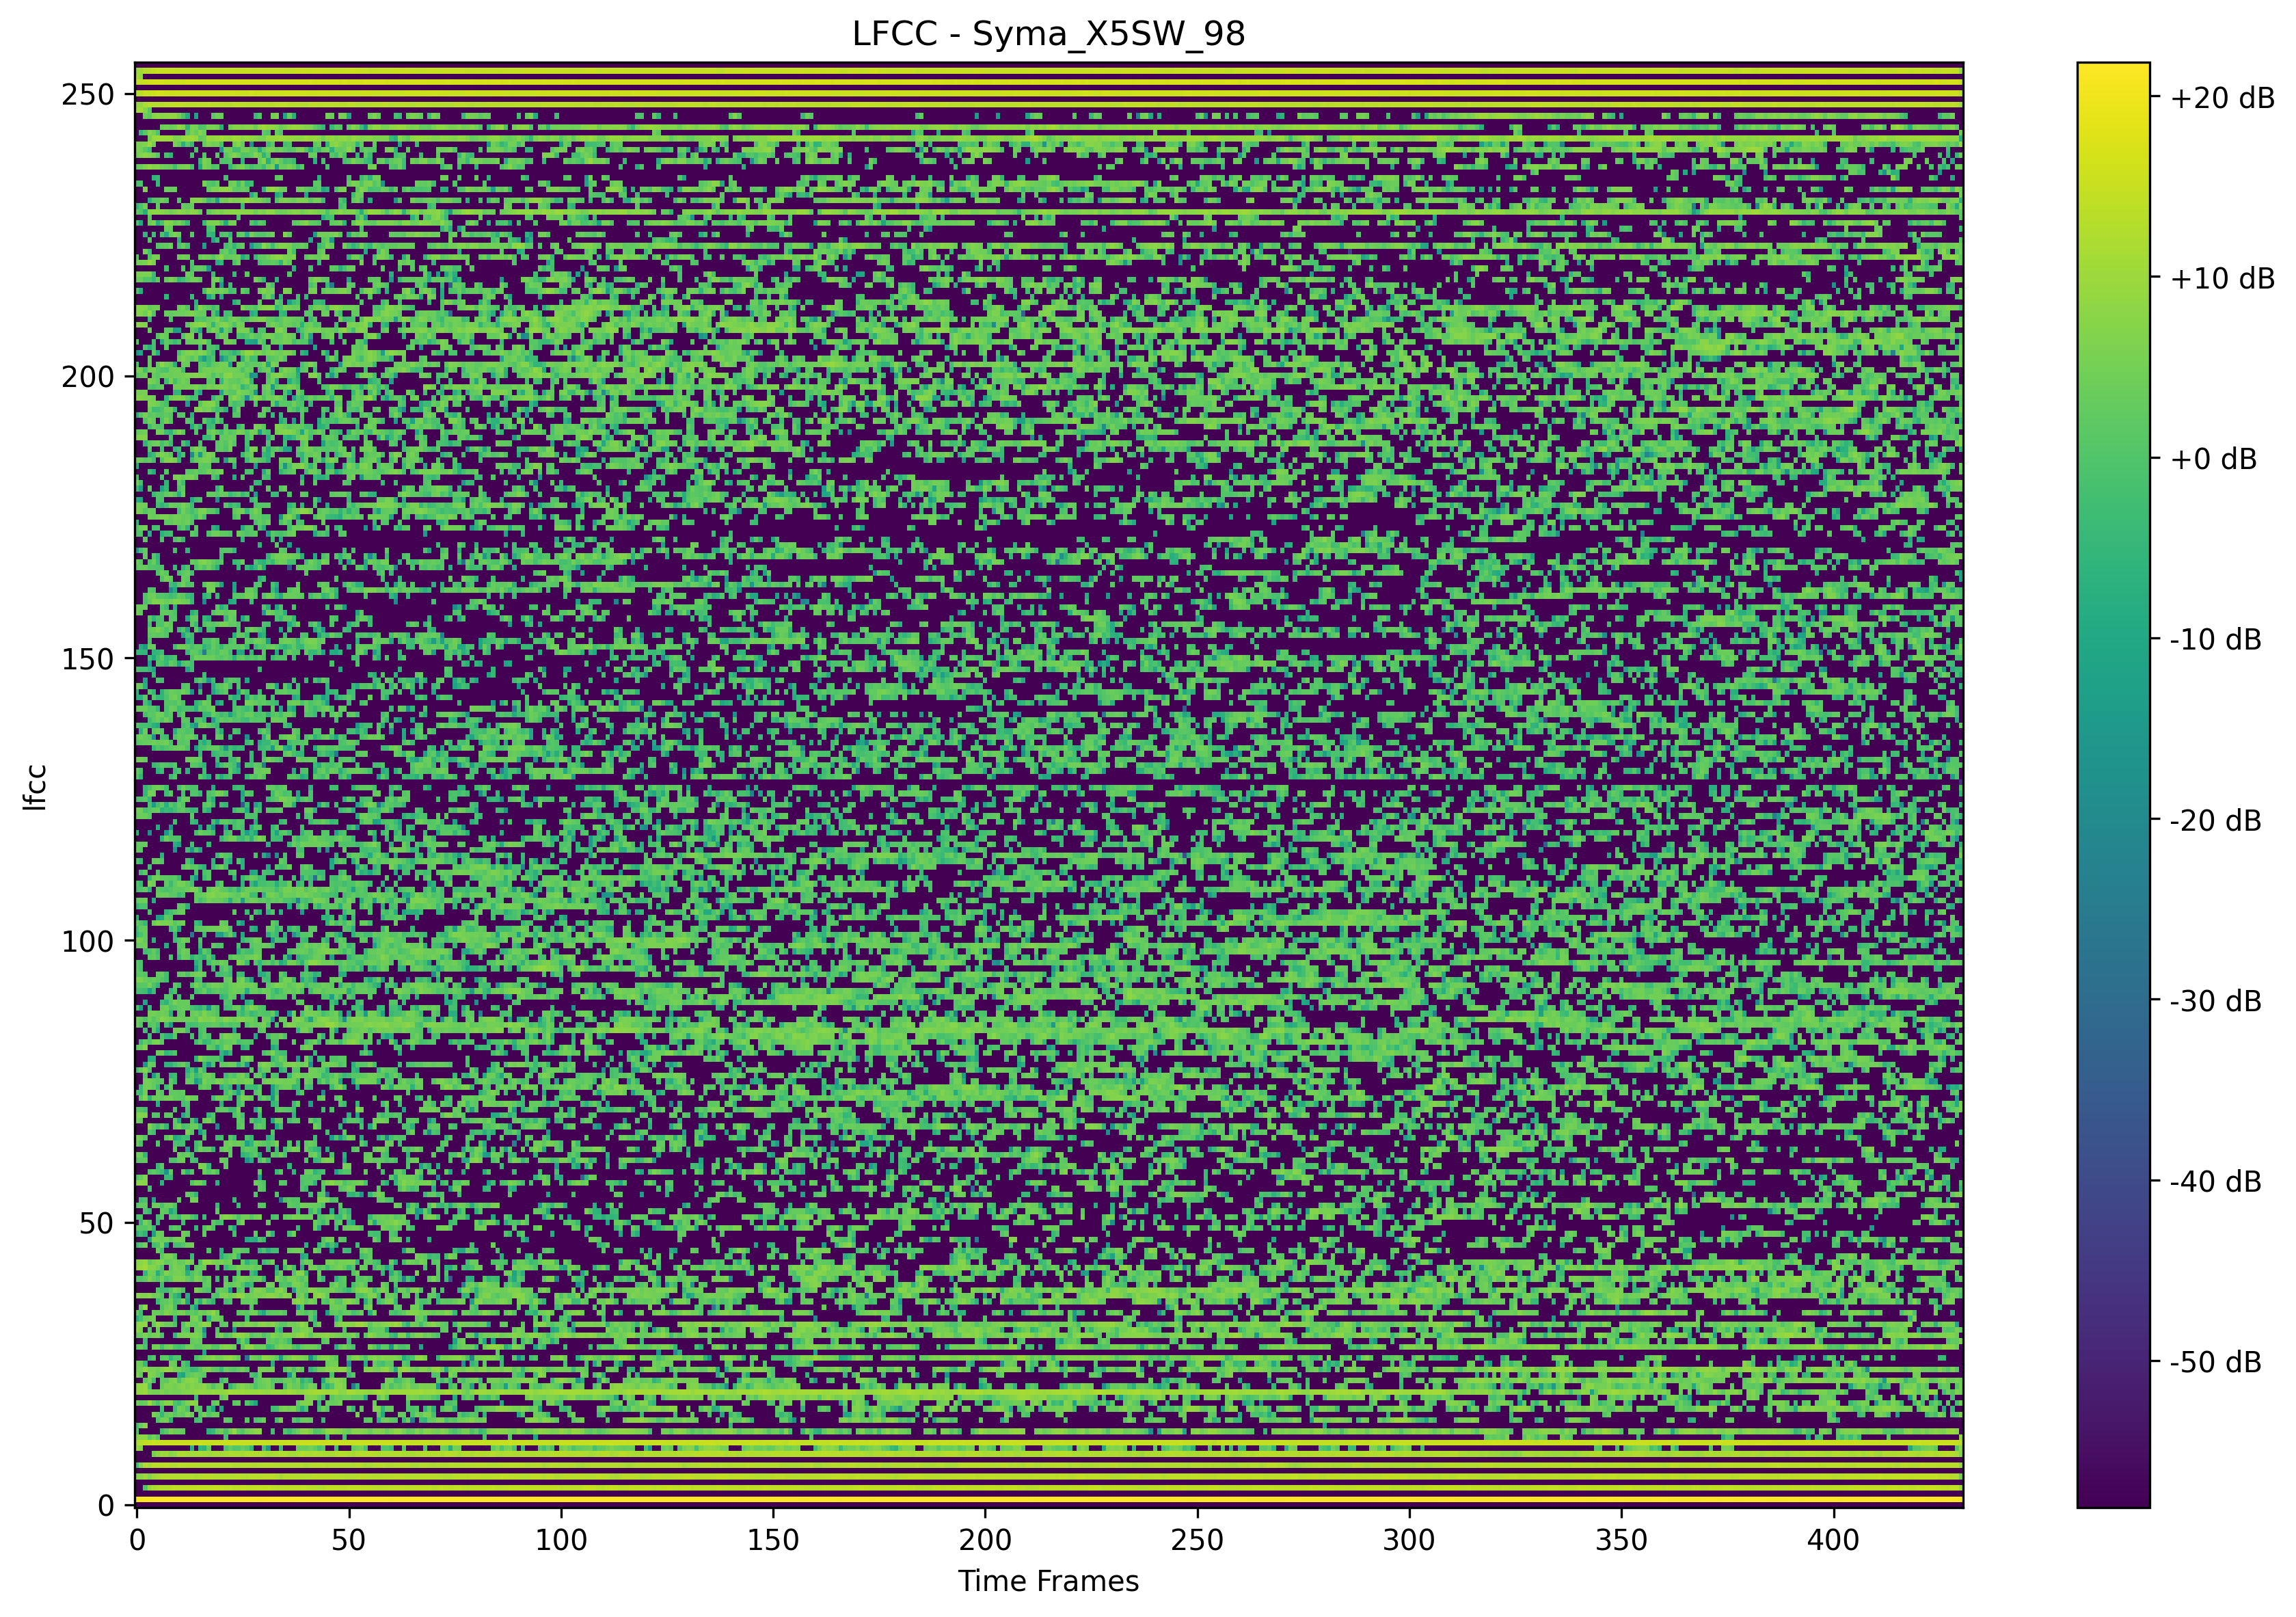 LFCC - Syma_X5SW_98
250
200
150
100
50
0
lfcc
0 50 100 150 200 250 300 350 400
Time Frames
+20 dB
+10 dB
+0 dB
-10 dB
-20 dB
-30 dB
-40 dB
-50 dB